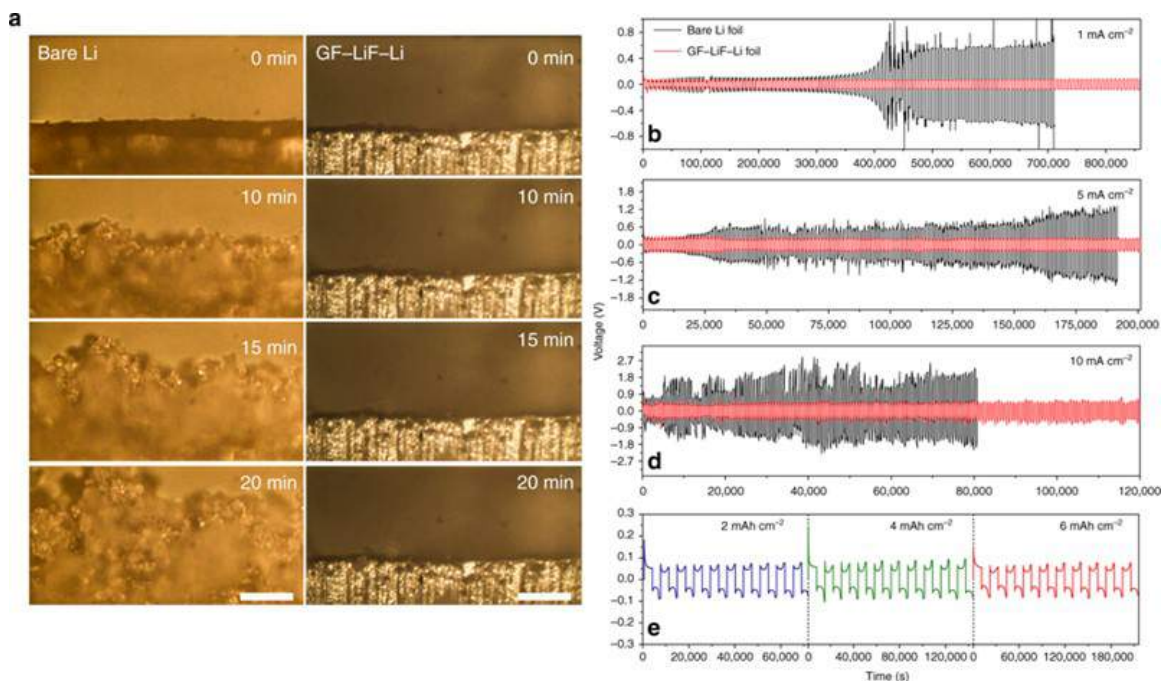 a
Bare Li
0 min
GF–LiF–Li
0 min
10 min
10 min
15 min
15 min
20 min
20 min
Bare Li foil
GF–LiF–Li foil
1 mA cm⁻²
0.8
0.4
0.0
−0.4
−0.8
b
0 100,000 200,000 300,000 400,000 500,000 600,000 700,000 800,000
5 mA cm⁻²
1.8
1.2
0.6
0.0
−0.6
−1.2
−1.8
c
0 25,000 50,000 75,000 100,000 125,000 150,000 175,000 200,000
Voltage (V)
10 mA cm⁻²
2.7
1.8
0.9
0.0
−0.9
−1.8
−2.7
d
0 20,000 40,000 60,000 80,000 100,000 120,000
2 mAh cm⁻² 4 mAh cm⁻² 6 mAh cm⁻²
0.3
0.2
0.1
0.0
−0.1
−0.2
−0.3
e
0 20,000 40,000 60,000 0 40,000 80,000 120,000 0 60,000 120,000 180,000
Time (s)